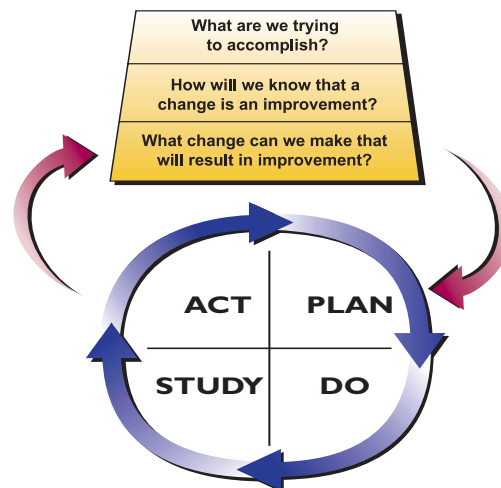 What are we trying
to accomplish?
How will we know that a
change is an improvement?
What change can we make that
will result in improvement?
ACT PLAN
STUDY DO